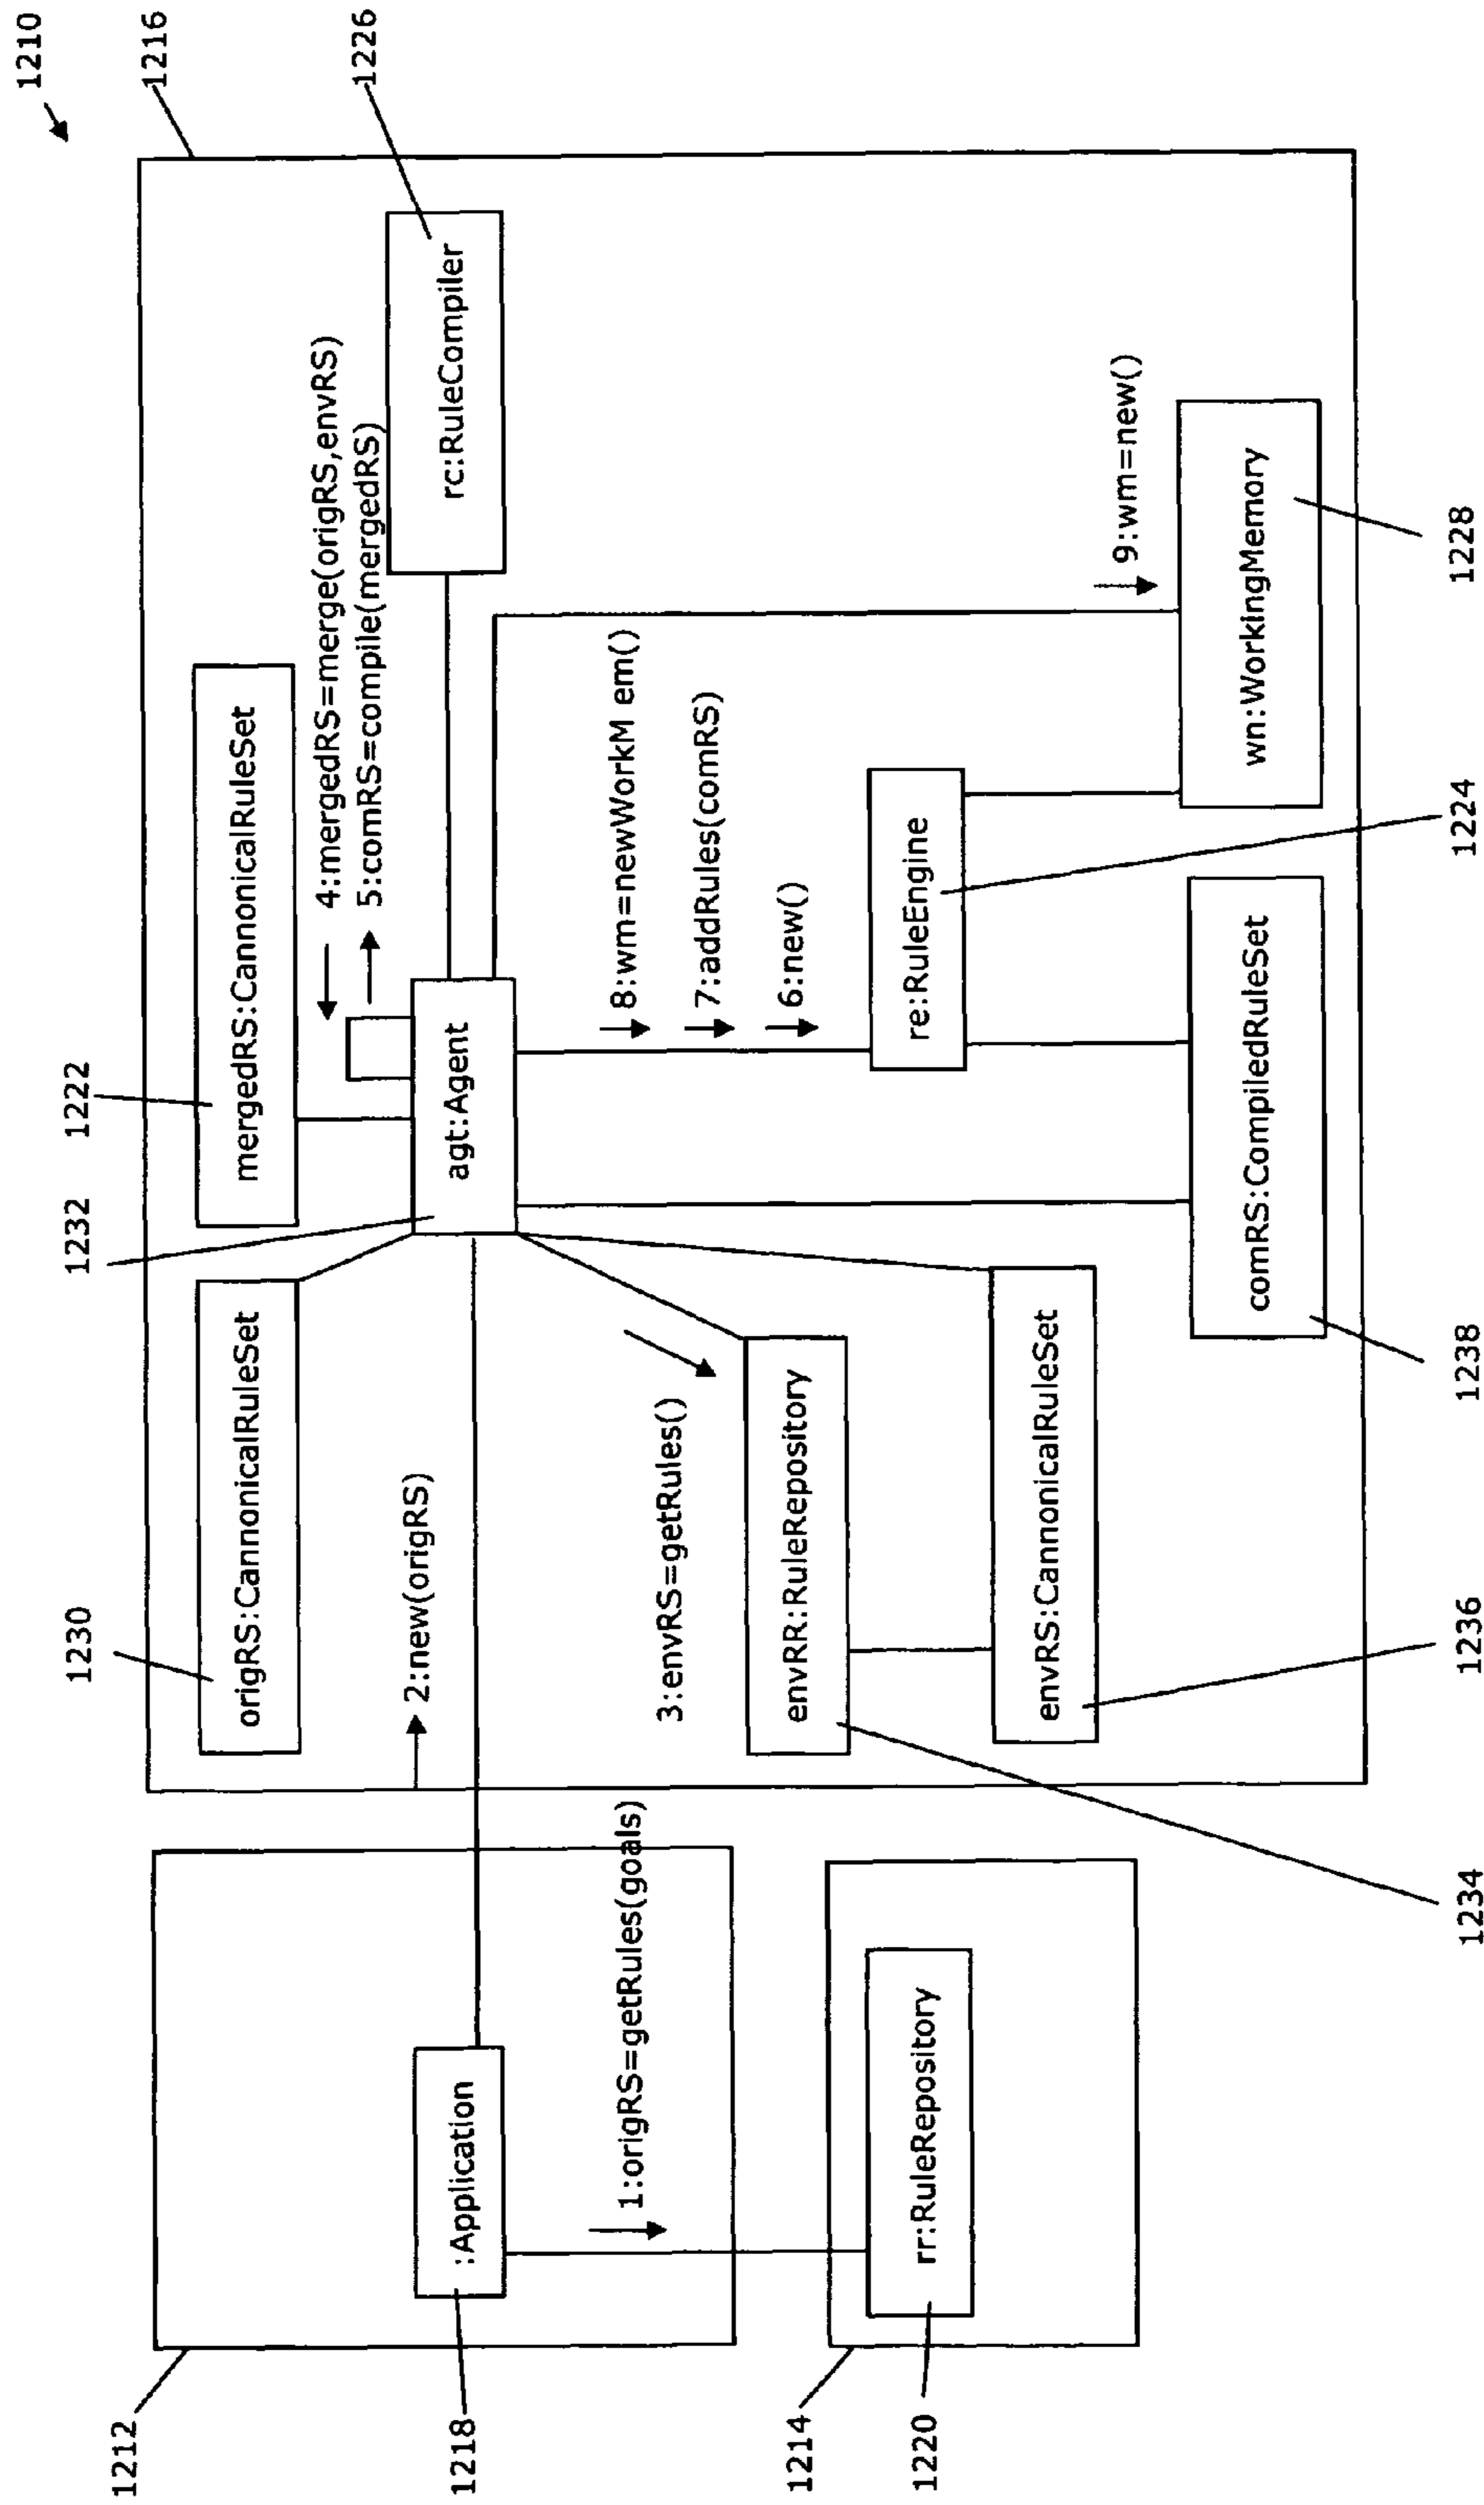 1210
1216
1226
1222
1232
1230
mergedRS:CannonicalRuleSet
origRS:CannonicalRuleSet
4:mergedRS=merge(origRS,envRS)
5:comRS=compile(mergedRS)
rc:RuleCompiler
agt:Agent
2:new(origRS)
:Application
1:origRS=getRules(goals)
3:envRS=getRules()
8:wm=newWorkM em()
7:addRules(comRS)
6:new()
9:wm=new()
envRR:RuleRepository
re:RuleEngine
rr:RuleRepository
envRS:CannonicalRuleSet
comRS:CompiledRuleSet
wn:WorkingMemory
1212
1218
1214
1220
1234
1236
1238
1224
1228